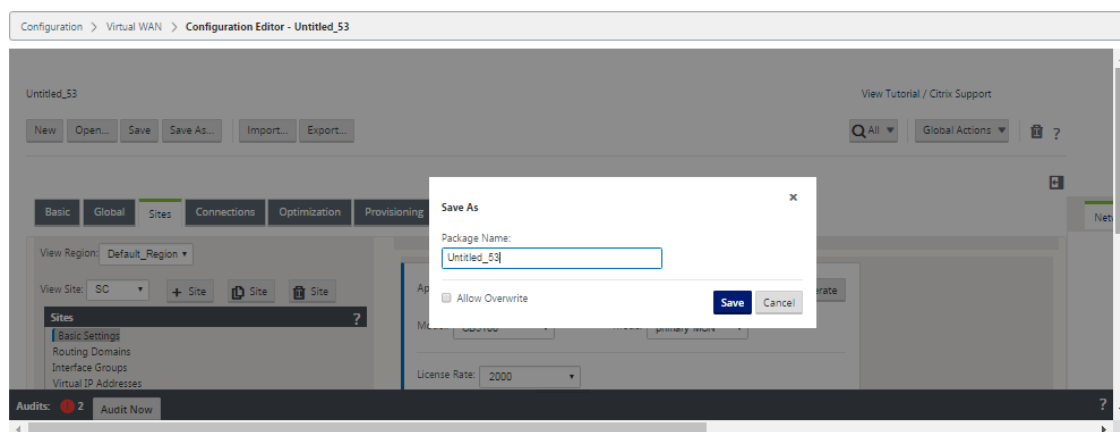 Configuration > Virtual WAN > Configuration Editor - Untitled_53
Untitled_53
View Tutorial / Citrix Support
New Open... Save Save As... Import... Export...
All Global Actions ?
Basic Global Sites Connections Optimization Provisioning
View Region: Default_Region
View Site: SC + Site Site Site
Sites ?
Basic Settings
Routing Domains
Interface Groups
Virtual IP Addresses
Save As ×
Package Name:
Untitled_53
Allow Overwrite
Save Cancel
License Rate: 2000
Audits: 2 Audit Now ?